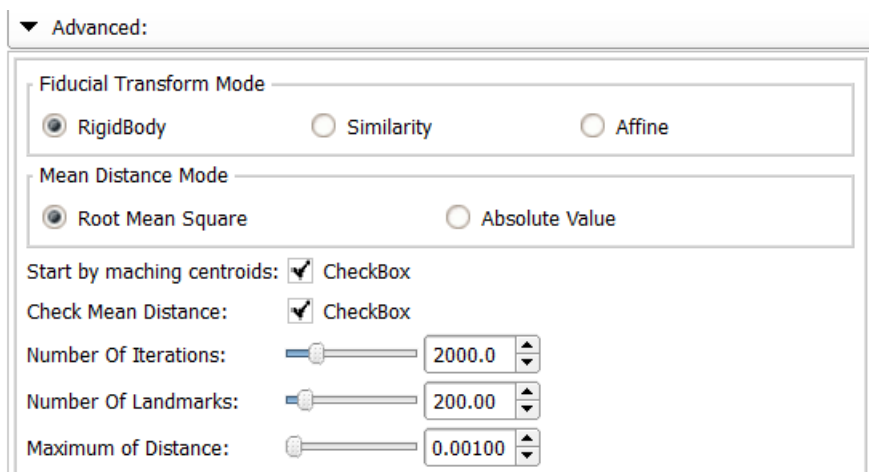 Advanced:
Fiducial Transform Mode
RigidBody Similarity Affine
Mean Distance Mode
Root Mean Square Absolute Value
Start by maching centroids: CheckBox
Check Mean Distance: CheckBox
Number Of Iterations: 2000.0
Number Of Landmarks: 200.00
Maximum of Distance: 0.00100